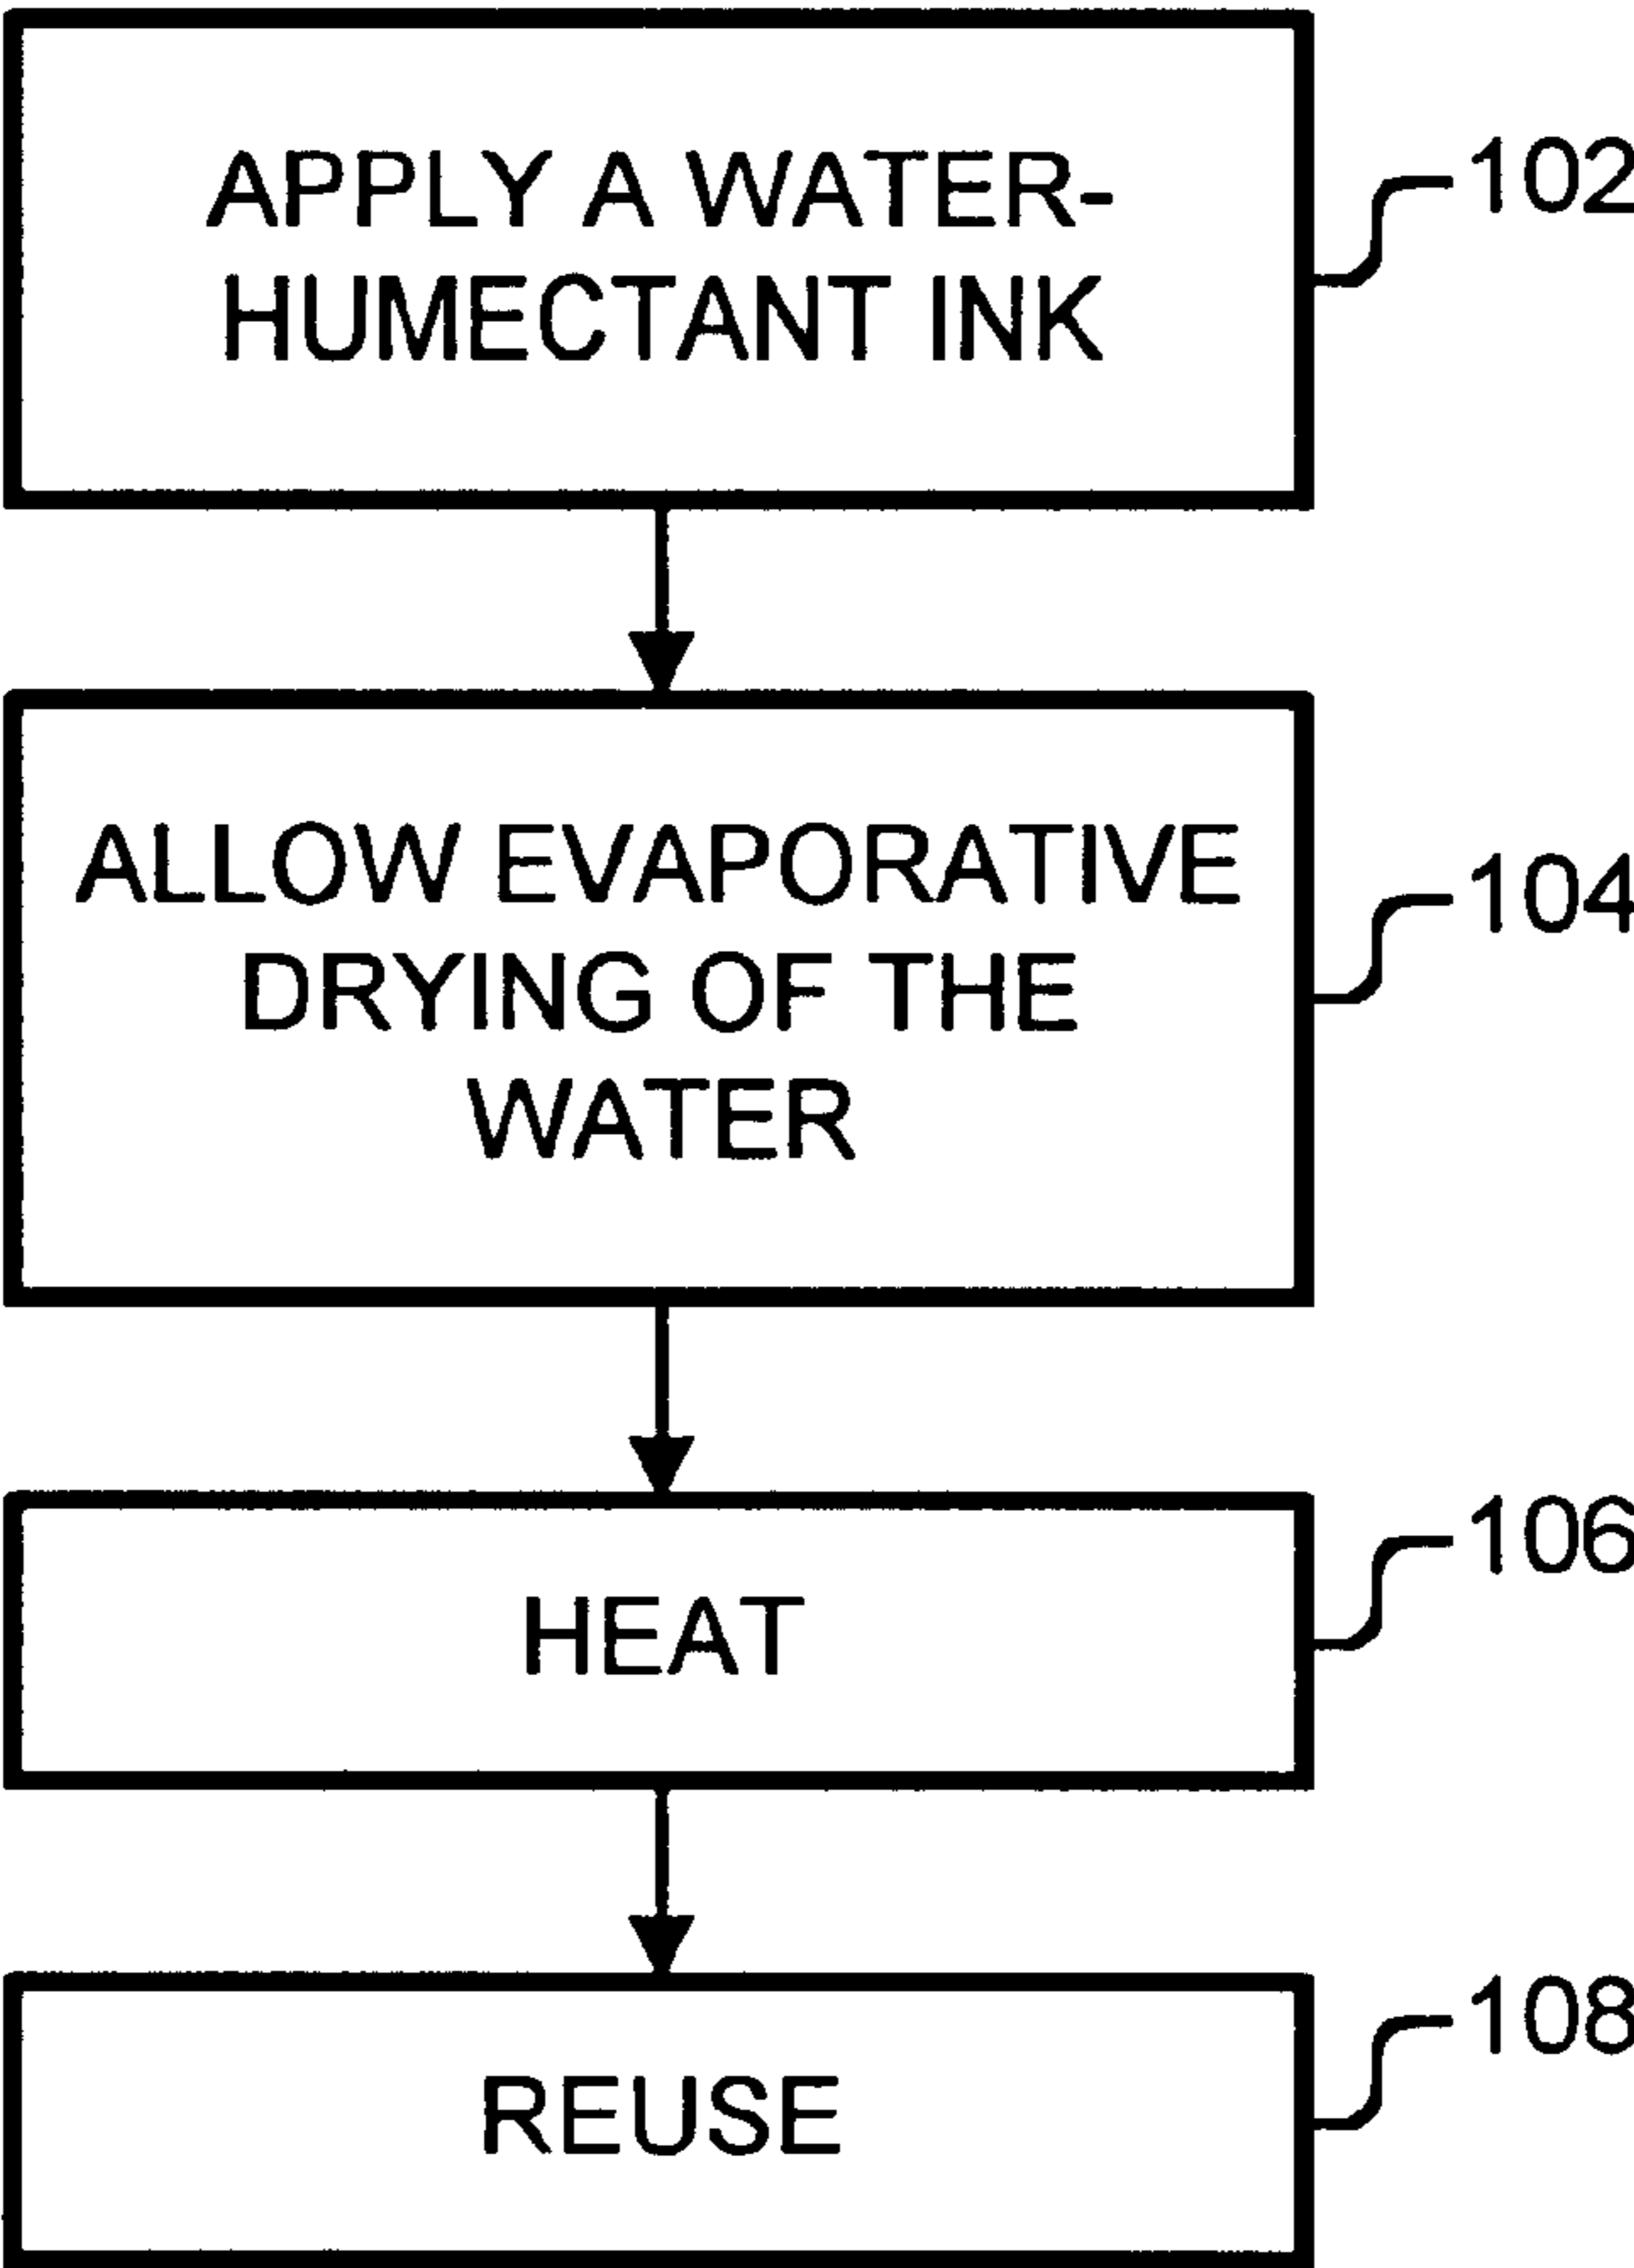 APPLY A WATER-
HUMECTANT INK
102
ALLOW EVAPORATIVE
DRYING OF THE
WATER
104
HEAT
106
REUSE
108